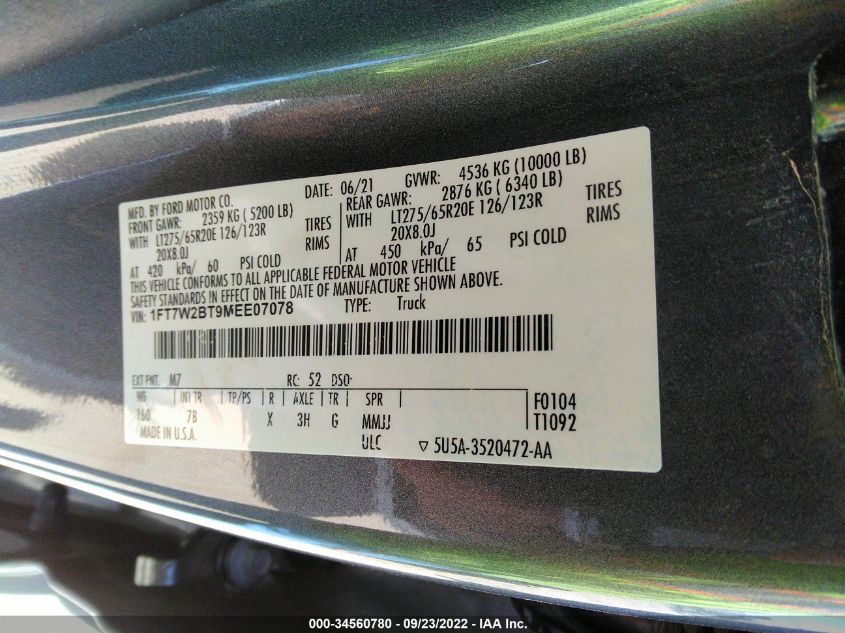 MFD. BY FORD MOTOR CO.
DATE: 06/21 GVWR: 4536 KG (10000 LB)
FRONT GAWR: 2359 KG (5200 LB)
REAR GAWR: 2876 KG (6340 LB)
WITH LT275/65R20E 126/123R TIRES
WITH LT275/65R20E 126/123R TIRES
20X8.0J RIMS
20X8.0J RIMS
AT 420 kPa/ 60 PSI COLD
AT 450 kPa/ 65 PSI COLD
THIS VEHICLE CONFORMS TO ALL APPLICABLE FEDERAL MOTOR VEHICLE
SAFETY STANDARDS IN EFFECT ON THE DATE OF MANUFACTURE SHOWN ABOVE.
VIN: 1FT7W2BT9MEE07078 TYPE: Truck
EXT PNT: M7 RC: 52 DSO:
WB INT TR TP/PS R AXLE TR SPR F0104
160 7B X 3H G MMJJ T1092
MADE IN U.S.A. ULC ▽ 5U5A-3520472-AA
000-34560780 - 09/23/2022 - IAA Inc.